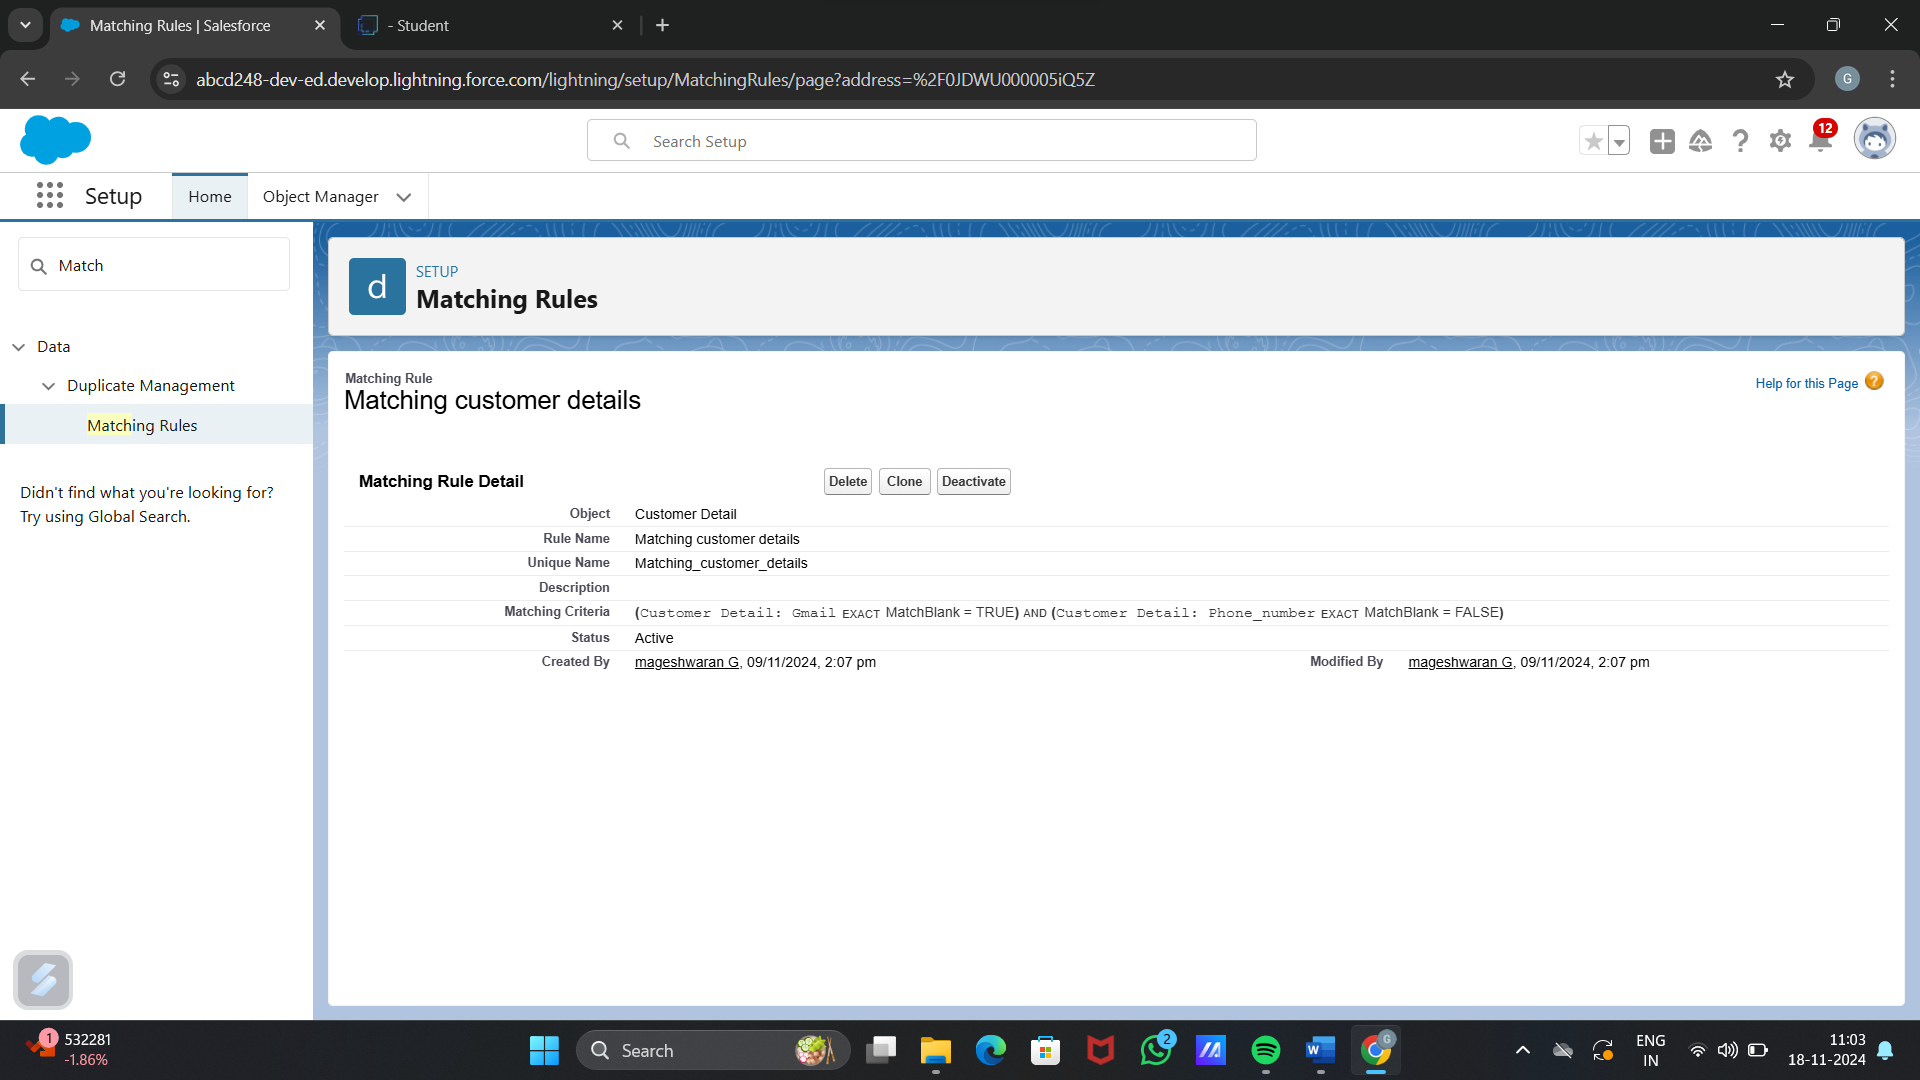 Matching Rules | Salesforce
- Student
abcd248-dev-ed.develop.lightning.force.com/lightning/setup/MatchingRules/page?address=%2F0JDWU000005iQ5Z
G
Search Setup
12
Setup
Home
Object Manager
Match
Data
Duplicate Management
Matching Rules
Didn't find what you're looking for?
Try using Global Search.
d
SETUP
Matching Rules
Matching Rule
Matching customer details
Help for this Page ?
Matching Rule Detail
Delete
Clone
Deactivate
Object Customer Detail
Rule Name Matching customer details
Unique Name Matching_customer_details
Description
Matching Criteria (Customer Detail: Gmail EXACT MatchBlank = TRUE) AND (Customer Detail: Phone_number EXACT MatchBlank = FALSE)
Status Active
Created By mageshwaran G, 09/11/2024, 2:07 pm Modified By mageshwaran G, 09/11/2024, 2:07 pm
1
532281
-1.86%
Search
2
W
G
ENG
IN
11:03
18-11-2024